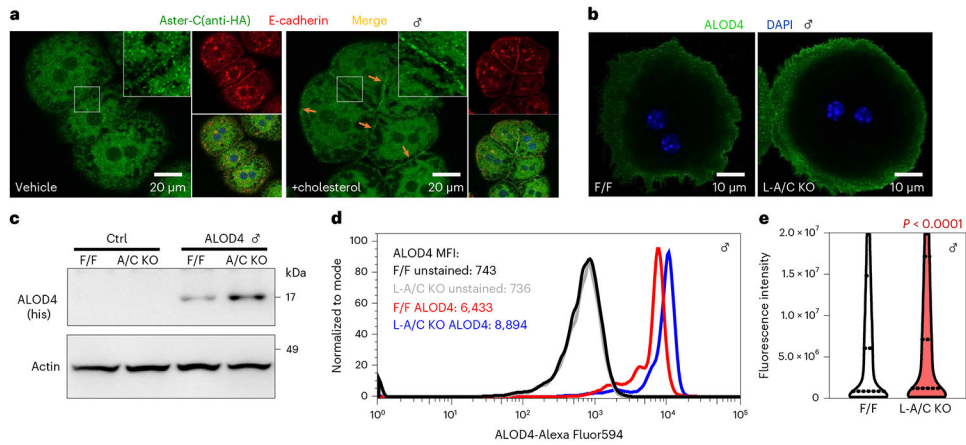 a
Aster-C(anti-HA) E-cadherin Merge ♂
Vehicle
20 µm
+cholesterol
20 µm
b
ALOD4 DAPI ♂
F/F
10 µm
L-A/C KO
10 µm
c
Ctrl ALOD4 ♂
F/F A/C KO F/F A/C KO
kDa
ALOD4
(his)
17
49
Actin
d
Normalized to mode
100
80
60
40
20
0
ALOD4 MFI:
F/F unstained: 743
L-A/C KO unstained: 736
F/F ALOD4: 6,433
L-A/C KO ALOD4: 8,894
♂
10⁰ 10¹ 10² 10³ 10⁴ 10⁵
ALOD4-Alexa Fluor594
e
P < 0.0001
♂
Fluorescence intensity
2.0 × 10⁷
1.5 × 10⁷
1.0 × 10⁷
5.0 × 10⁶
0
F/F L-A/C KO